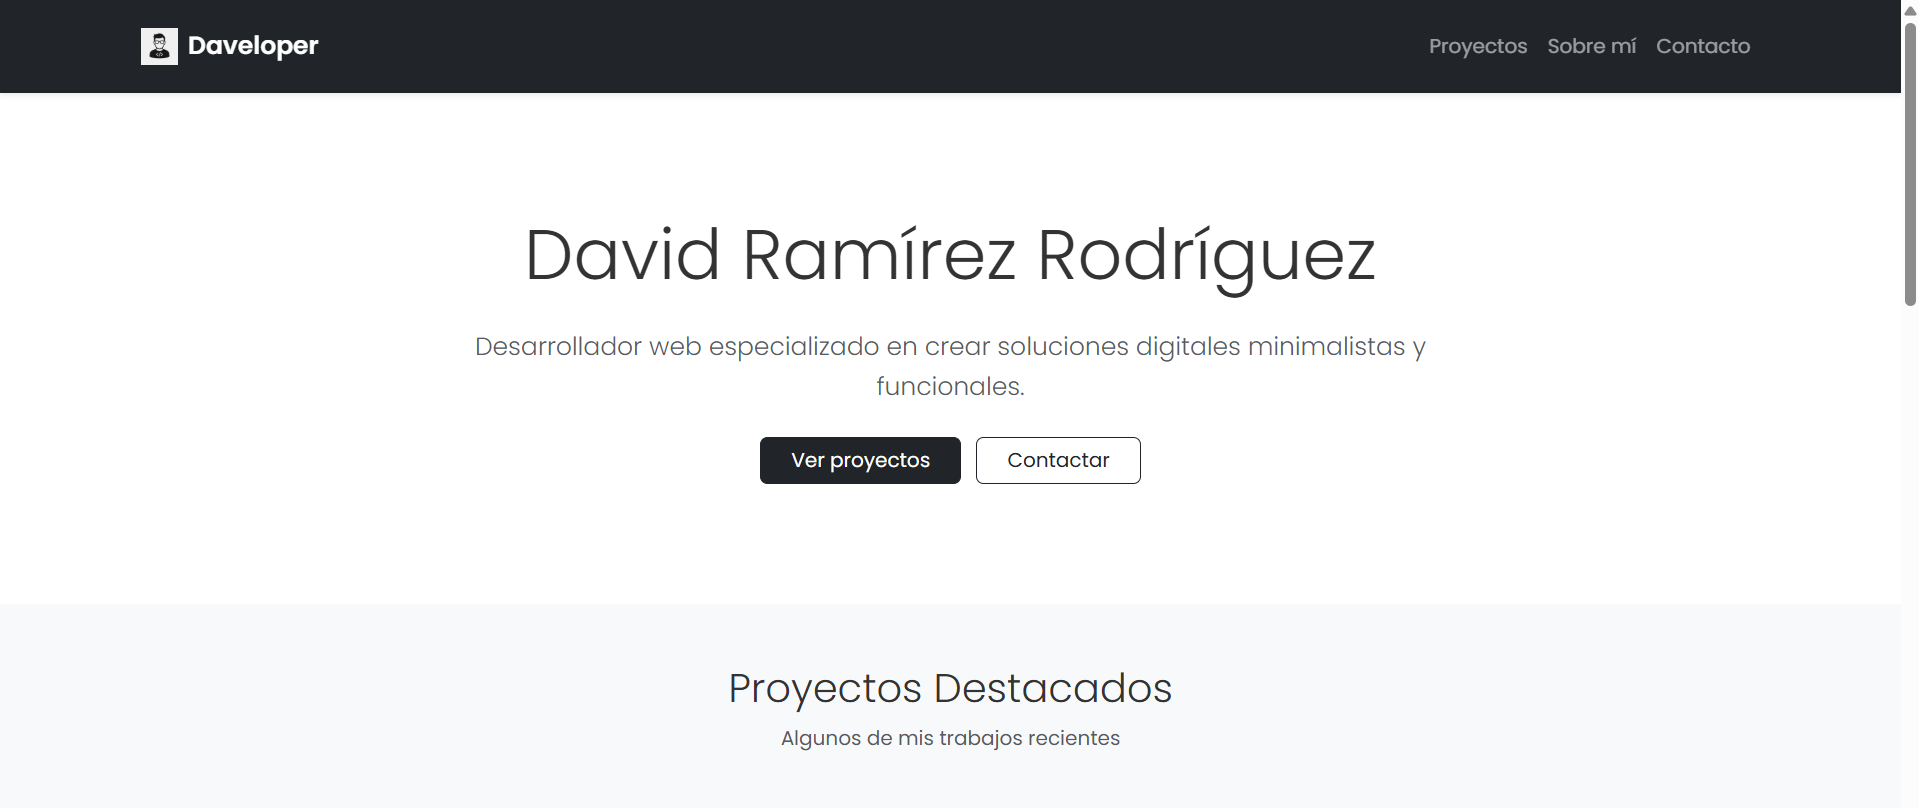 Daveloper
Proyectos Sobre mí Contacto
David Ramírez Rodríguez
Desarrollador web especializado en crear soluciones digitales minimalistas y
funcionales.
Ver proyectos Contactar
Proyectos Destacados
Algunos de mis trabajos recientes